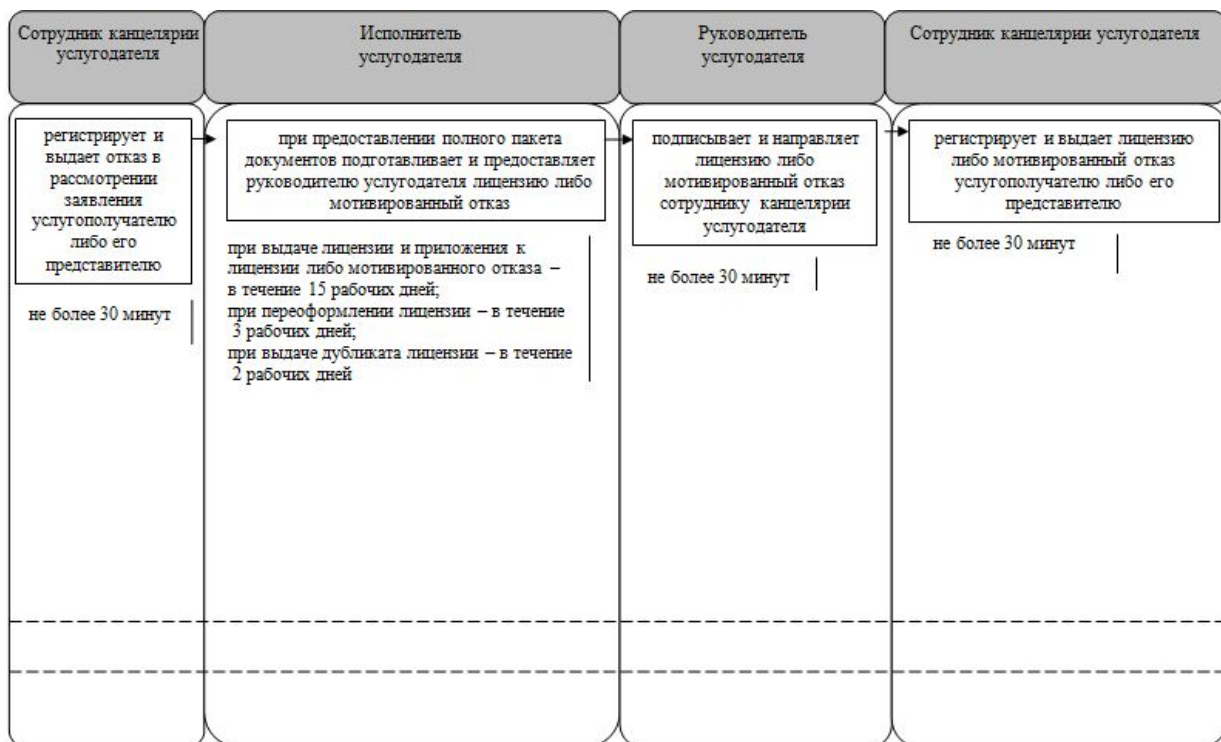 Сотрудник канцелярии
услугодателя
Исполнитель
услугодателя
Руководитель
услугодателя
Сотрудник канцелярии услугодателя
регистрирует и
выдает отказ в
рассмотрении
заявления
услугополучателю
либо его
представителю
не более 30 минут
при предоставлении полного пакета
документов подготавливает и предоставляет
руководителю услугодателя лицензию либо
мотивированный отказ
при выдаче лицензии и приложения к
лицензии либо мотивированного отказа –
в течение 15 рабочих дней;
при переоформлении лицензии – в течение
3 рабочих дней;
при выдаче дубликата лицензии – в течение
2 рабочих дней
подписывает и направляет
лицензию либо
мотивированный отказ
сотруднику канцелярии
услугодателя
не более 30 минут
регистрирует и выдает лицензию
либо мотивированный отказ
услугополучателю либо его
представителю
не более 30 минут